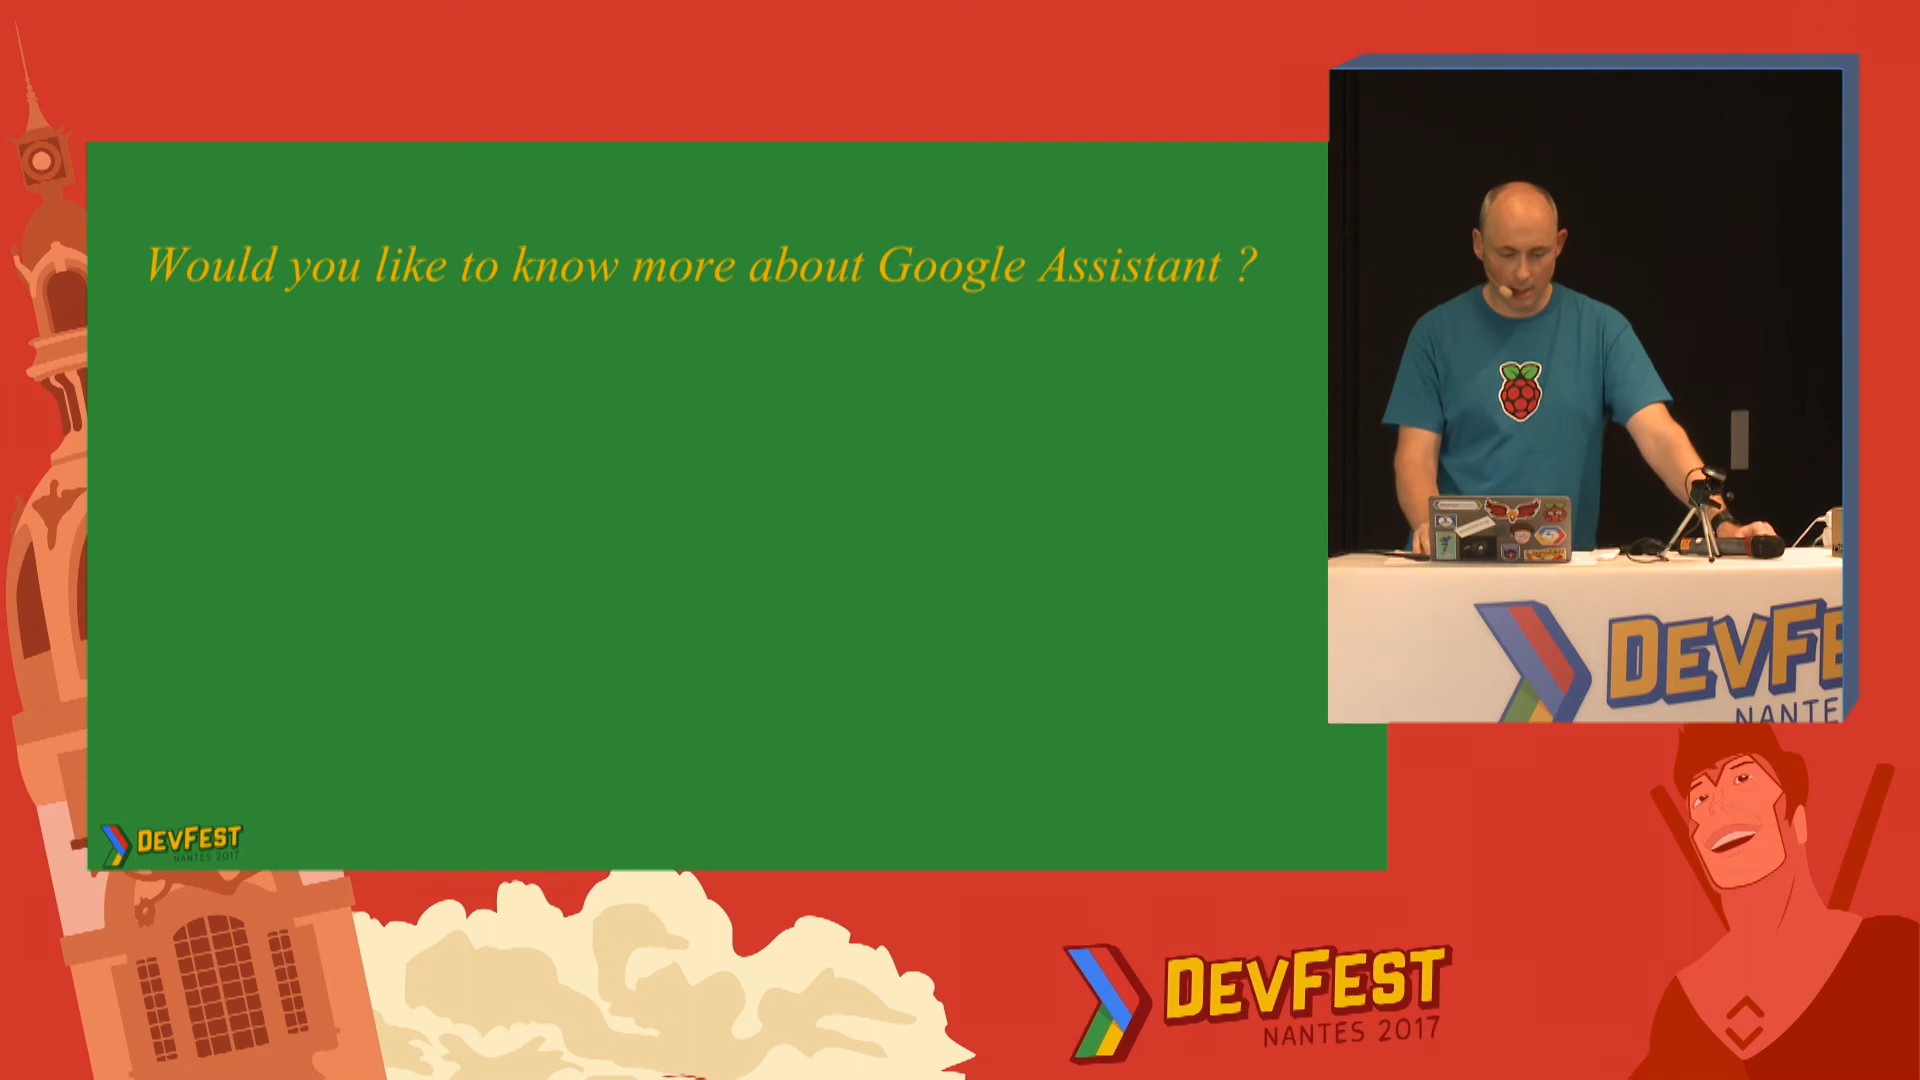 Would you like to know more about Google Assistant ?
DEVFE
NANTE
DEVFEST
NANTES 2017
DEVFEST
NANTES 2017